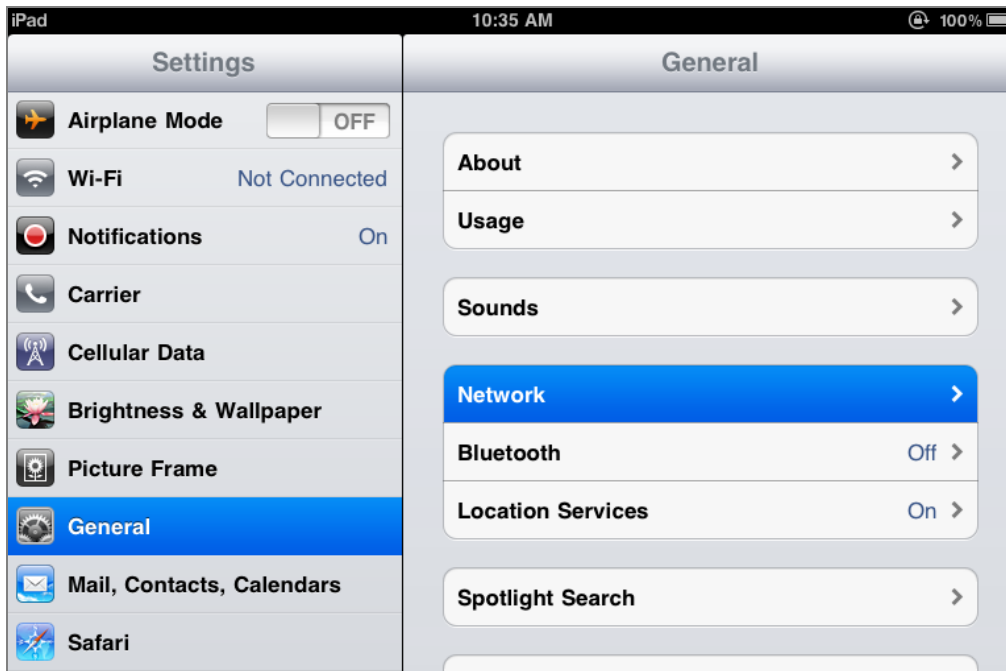 iPad 10:35 AM 100%
Settings
Airplane Mode OFF
Wi-Fi Not Connected
Notifications On
Carrier
Cellular Data
Brightness & Wallpaper
Picture Frame
General
Mail, Contacts, Calendars
Safari
General
About
Usage
Sounds
Network
Bluetooth Off
Location Services On
Spotlight Search